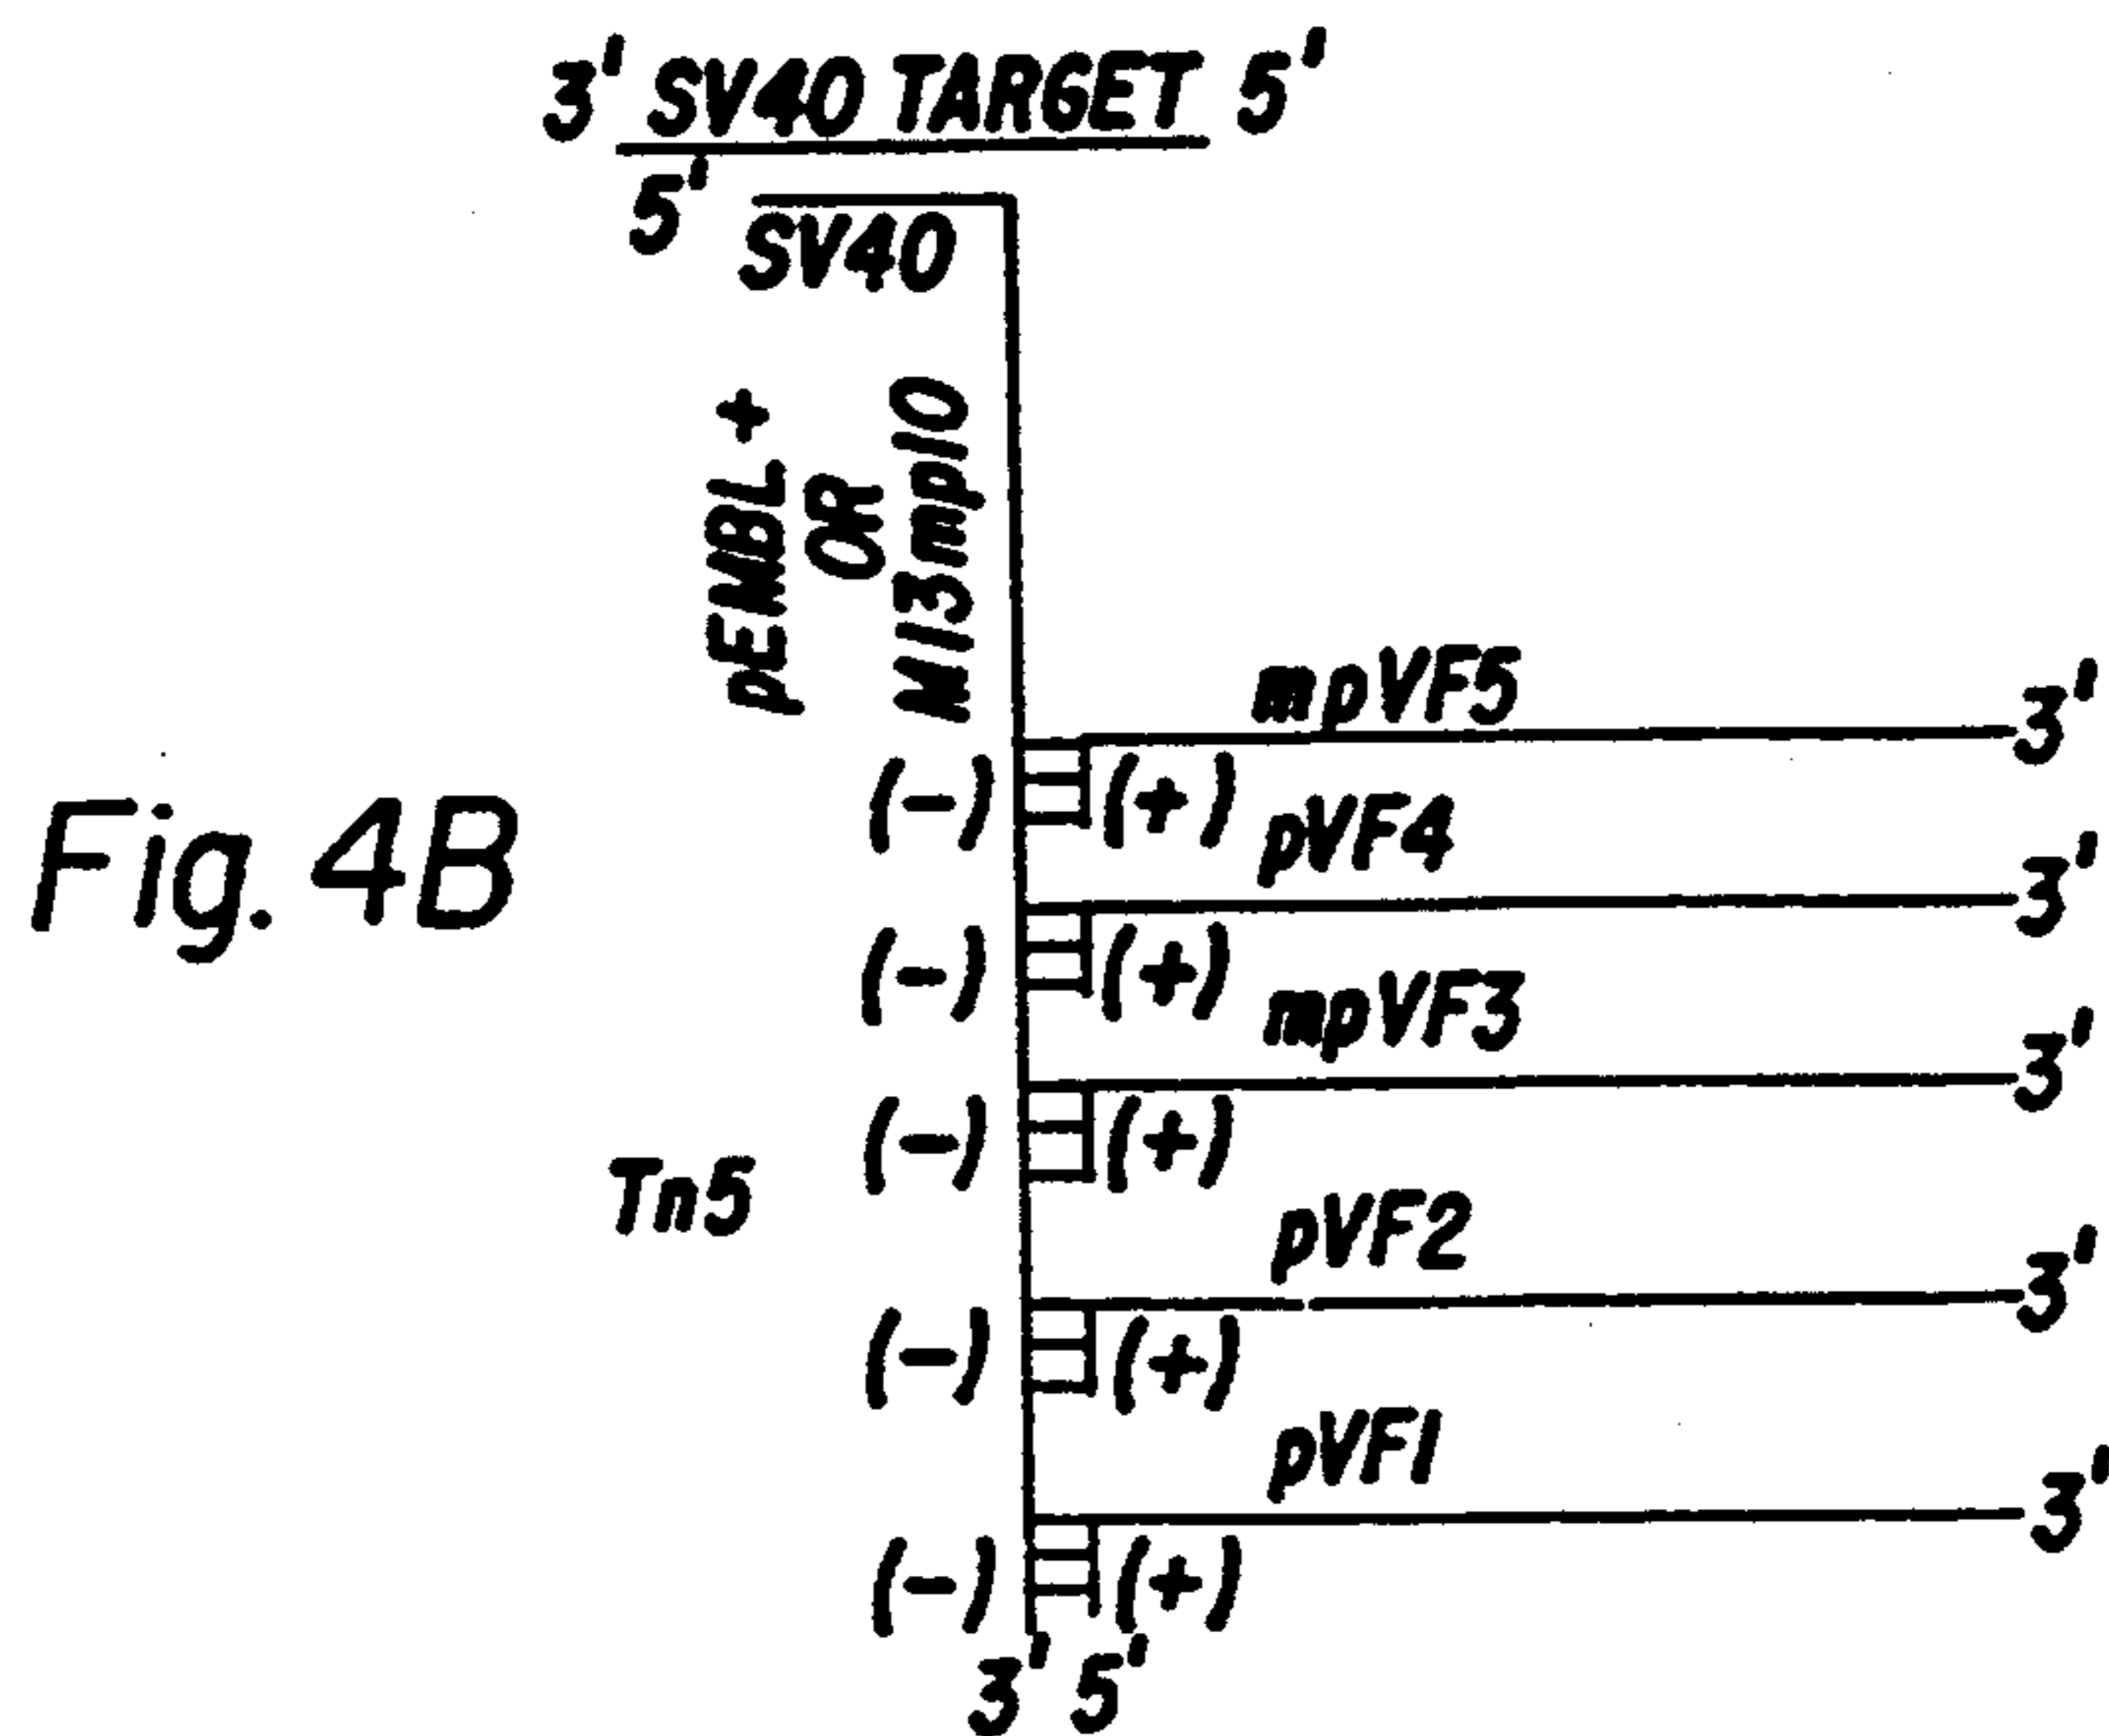 3' SV40 TARGET 5'
5' SV40
pEMBL+
OR
M13mp10
mpVF5 3'
(-) (+)
pVF4 3'
(-) (+)
mpVF3 3'
(-) (+)
Tn5
pVF2 3'
(-) (+)
pVF1 3'
(-) (+)
3' 5'
Fig. 4B